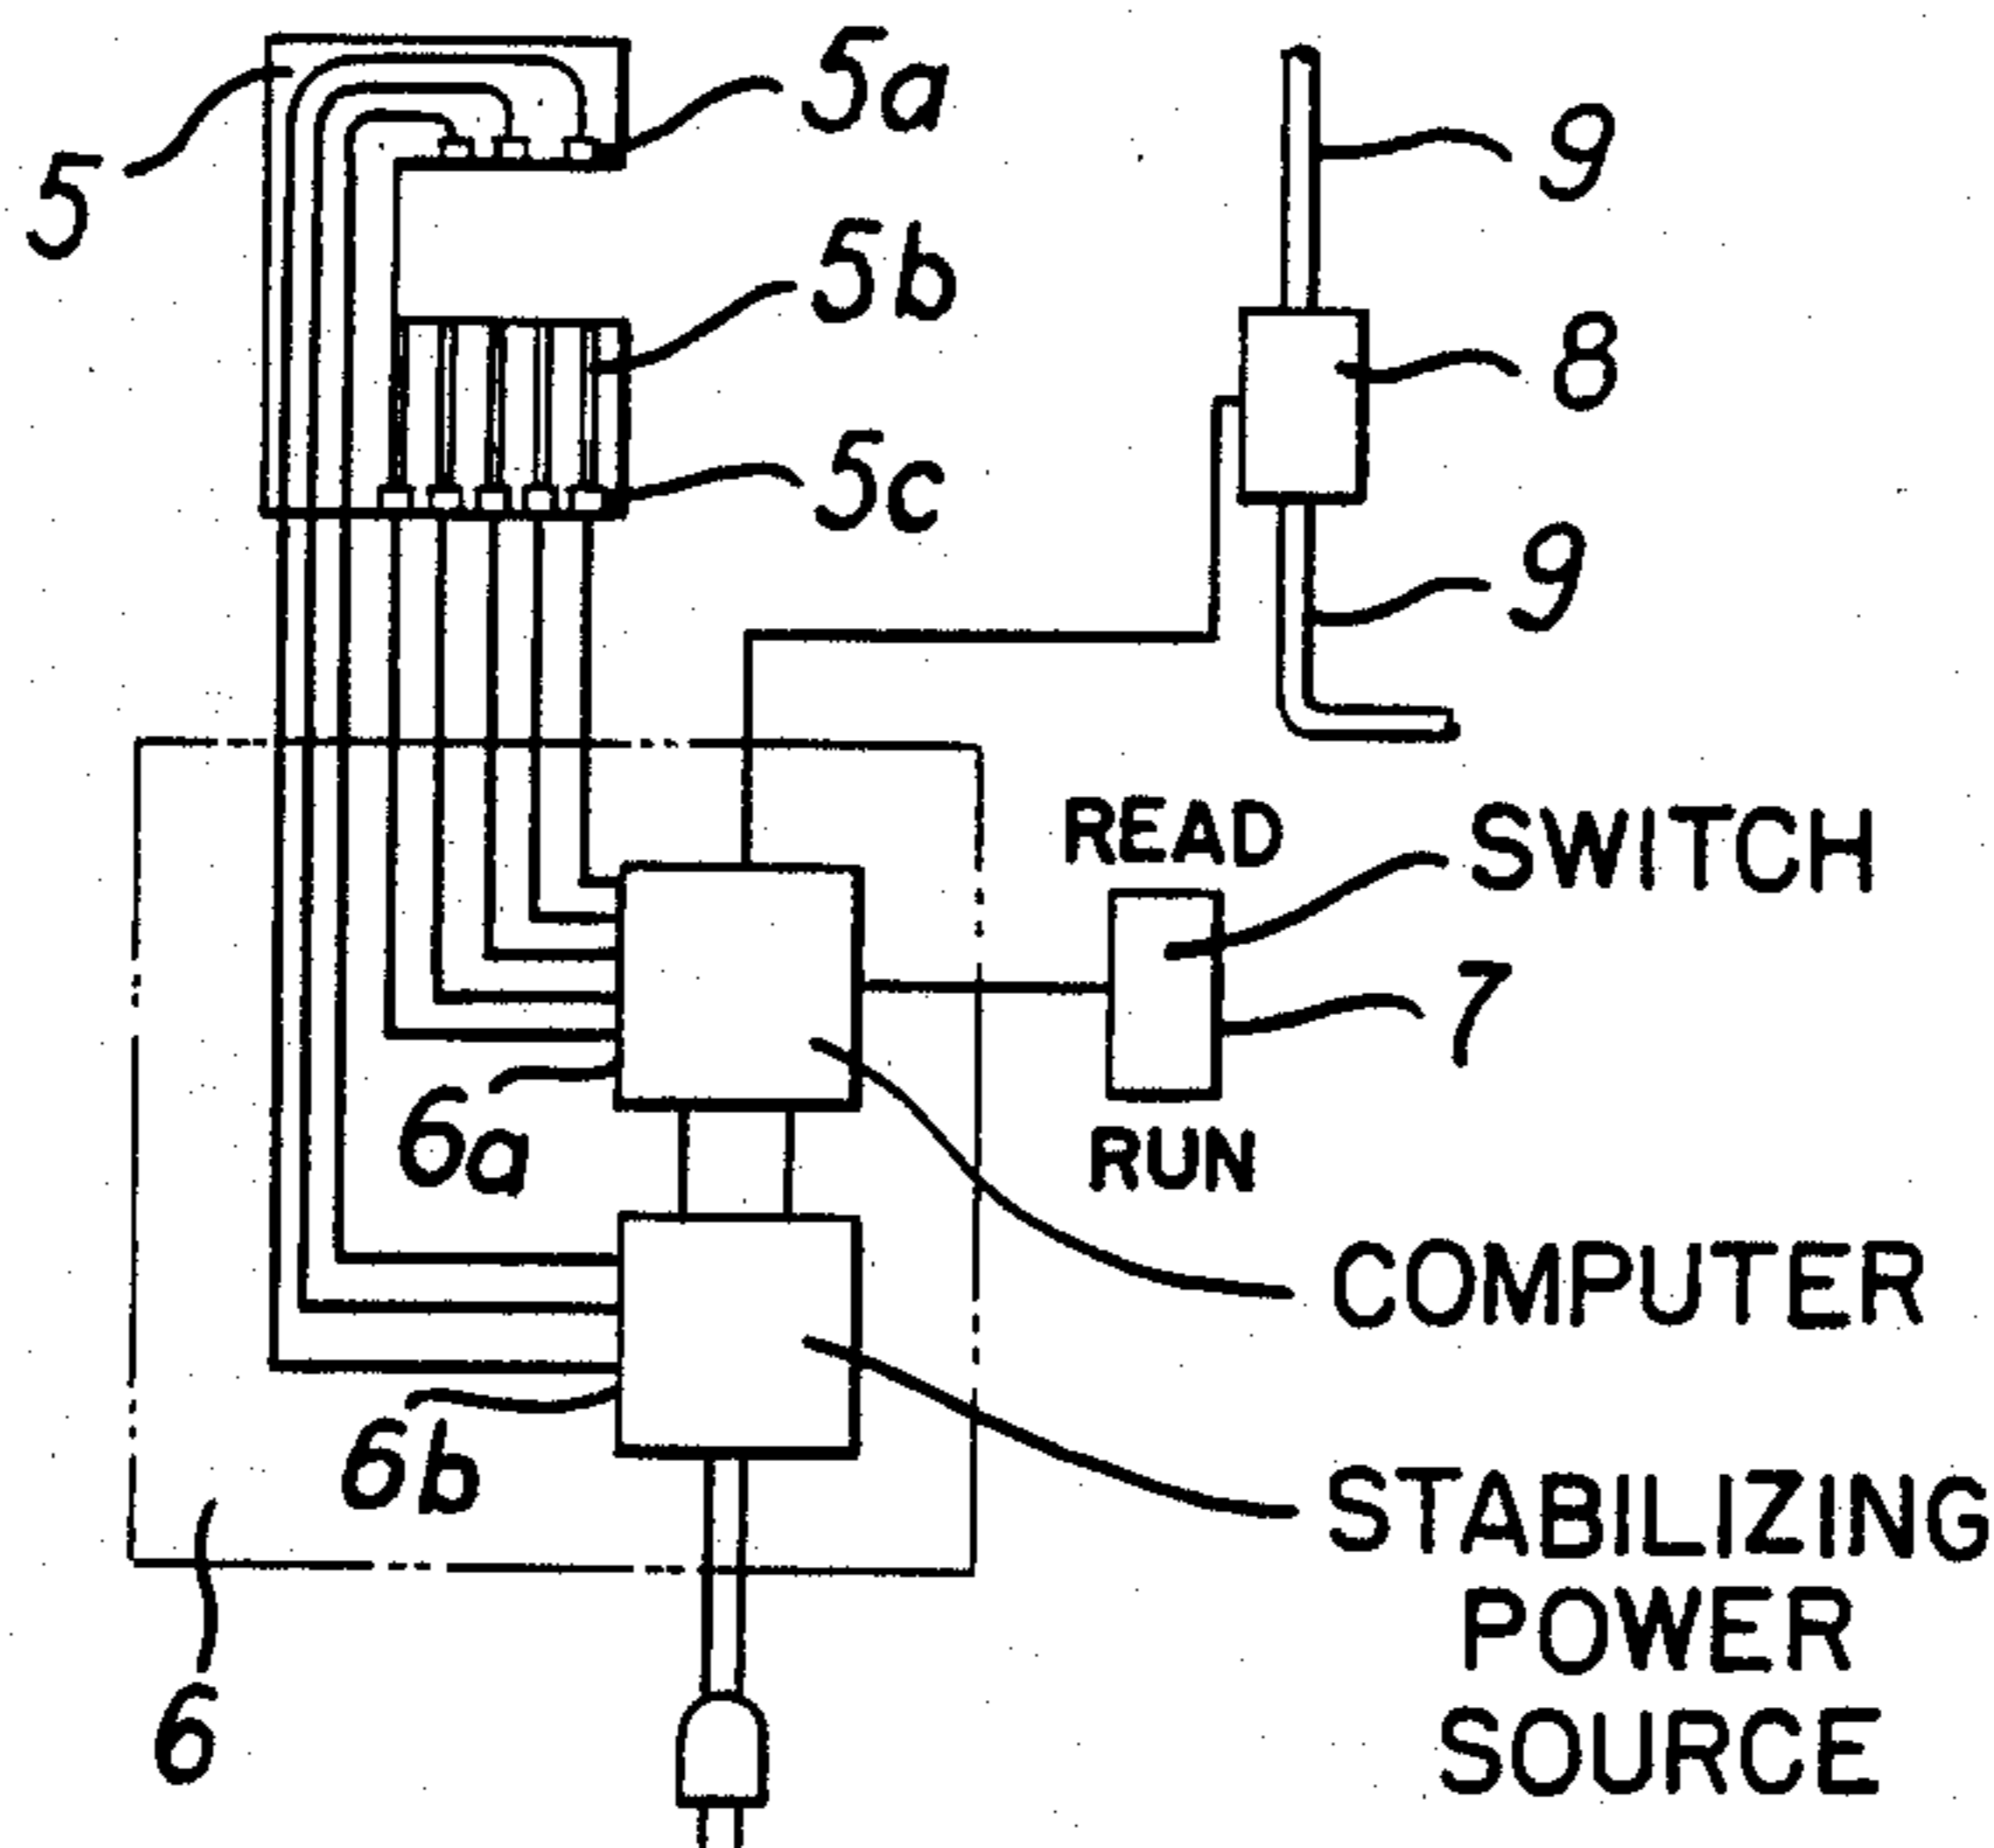 5a
9
5
5b
8
5c
9
READ
SWITCH
7
6a
RUN
COMPUTER
6b
STABILIZING
POWER
SOURCE
6